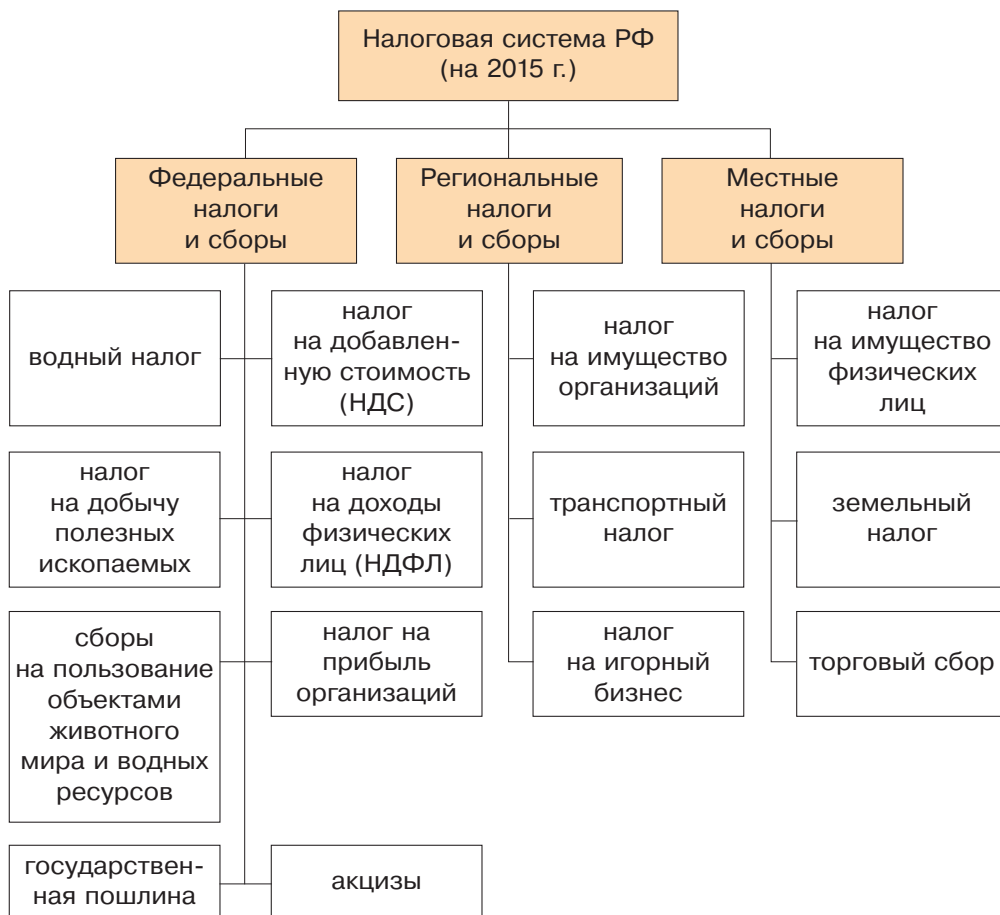 Налоговая система РФ
(на 2015 г.)
Федеральные
налоги
и сборы
Региональные
налоги
и сборы
Местные
налоги
и сборы
водный налог
налог
на добавлен-
ную стоимость
(НДС)
налог
на имущество
организаций
налог
на имущество
физических
лиц
налог
на добычу
полезных
ископаемых
налог
на доходы
физических
лиц (НДФЛ)
транспортный
налог
земельный
налог
сборы
на пользование
объектами
животного
мира и водных
ресурсов
налог на
прибыль
организаций
налог
на игорный
бизнес
торговый сбор
государствен-
ная пошлина
акцизы